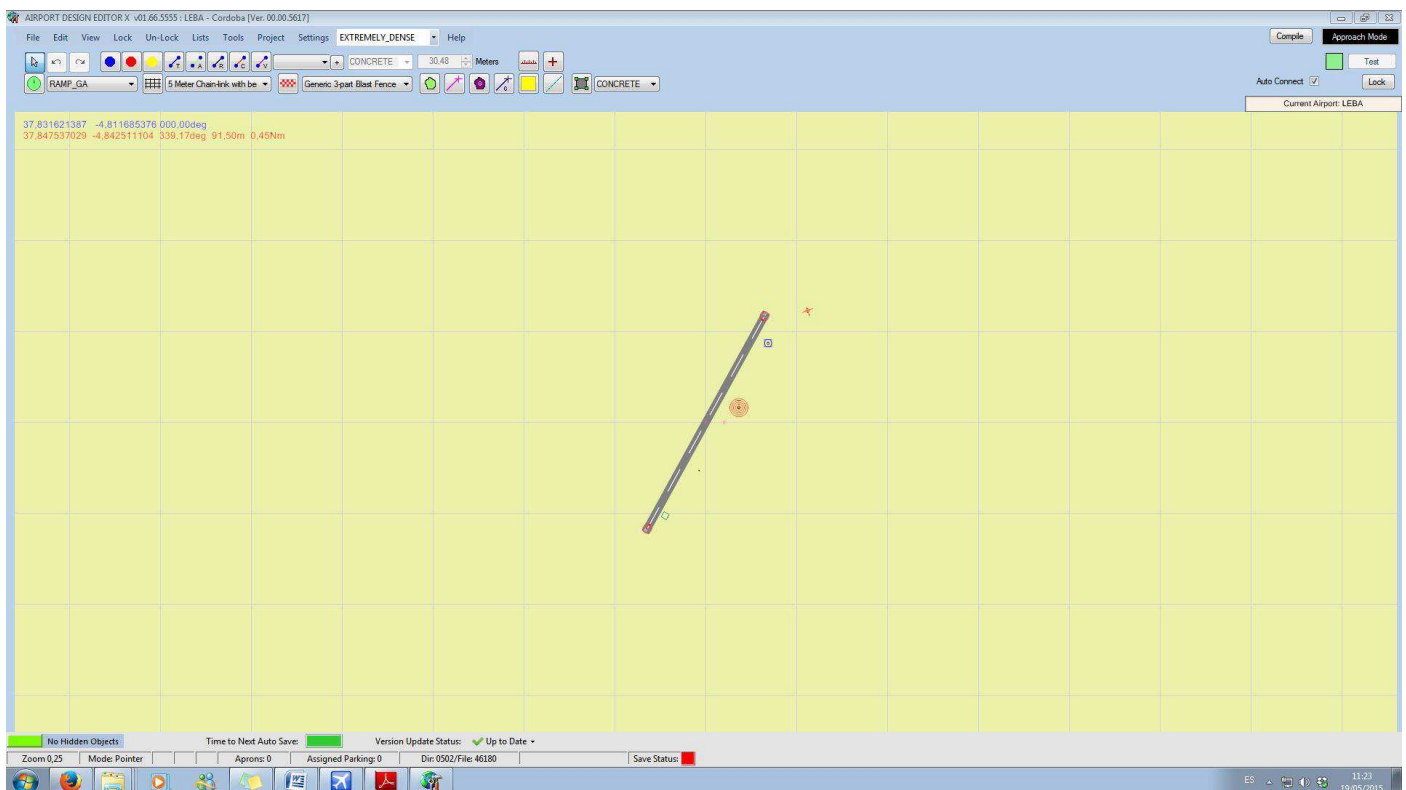 AIRPORT DESIGN EDITOR X v01.66.5555 : LEBA - Cordoba [Ver. 00.00.5617]
File Edit View Lock Un-Lock Lists Tools Project Settings EXTREMELY_DENSE Help Compile Approach Mode
T A R C V + CONCRETE 30,48 Meters Test
RAMP_GA 5 Meter Chain-link with be Generic 3-part Blast Fence CONCRETE Auto Connect Lock
Current Airport: LEBA
37,831621387 -4,811685376 000,00deg
37,847537029 -4,842511104 339,17deg 91,50m 0,45Nm
No Hidden Objects Time to Next Auto Save: Version Update Status: Up to Date
Zoom 0,25 Mode: Pointer Aprons: 0 Assigned Parking: 0 Dir: 0502/File: 46180 Save Status:
ES 11:23
19/05/2015